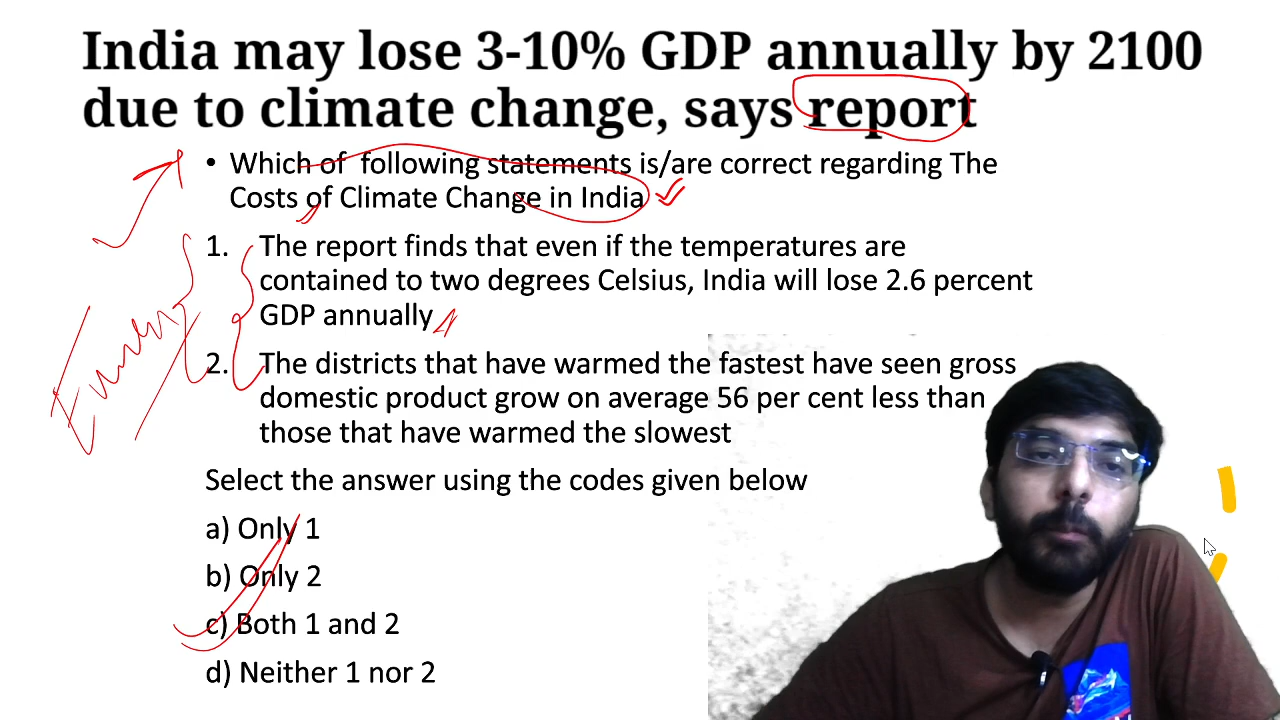 India may lose 3-10% GDP annually by 2100
due to climate change, says report
• Which of following statements is/are correct regarding The
Costs of Climate Change in India
1. The report finds that even if the temperatures are
contained to two degrees Celsius, India will lose 2.6 percent
GDP annually
2. The districts that have warmed the fastest have seen gross
domestic product grow on average 56 per cent less than
those that have warmed the slowest
Select the answer using the codes given below
a) Only 1
b) Only 2
c) Both 1 and 2
d) Neither 1 nor 2